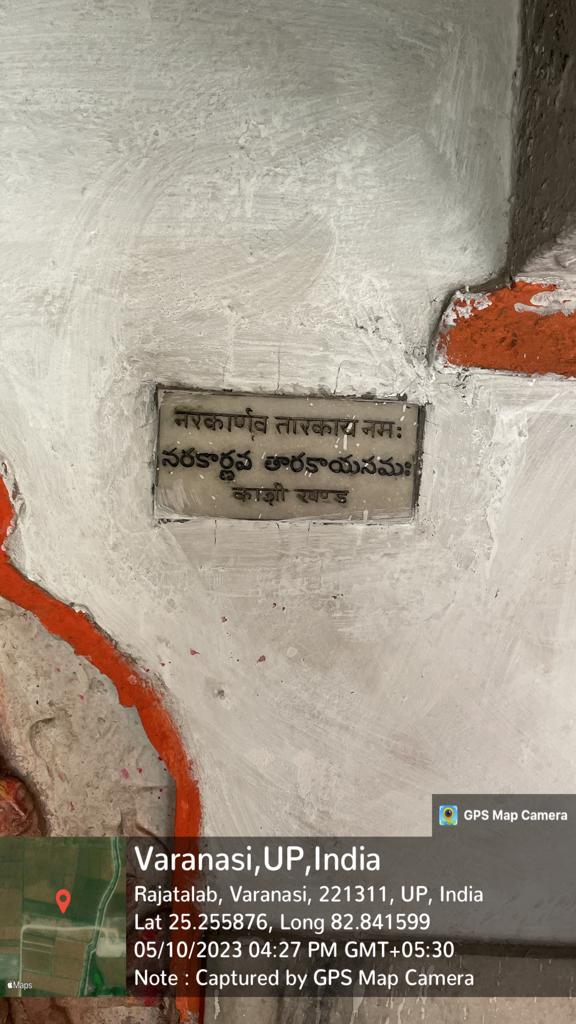 नरकार्णव तारकाय नमः
నరకార్ణవ తారకాయనమః
काशी खण्ड
GPS Map Camera
Varanasi,UP,India
Rajatalab, Varanasi, 221311, UP, India
Lat 25.255876, Long 82.841599
05/10/2023 04:27 PM GMT+05:30
Note : Captured by GPS Map Camera
Maps